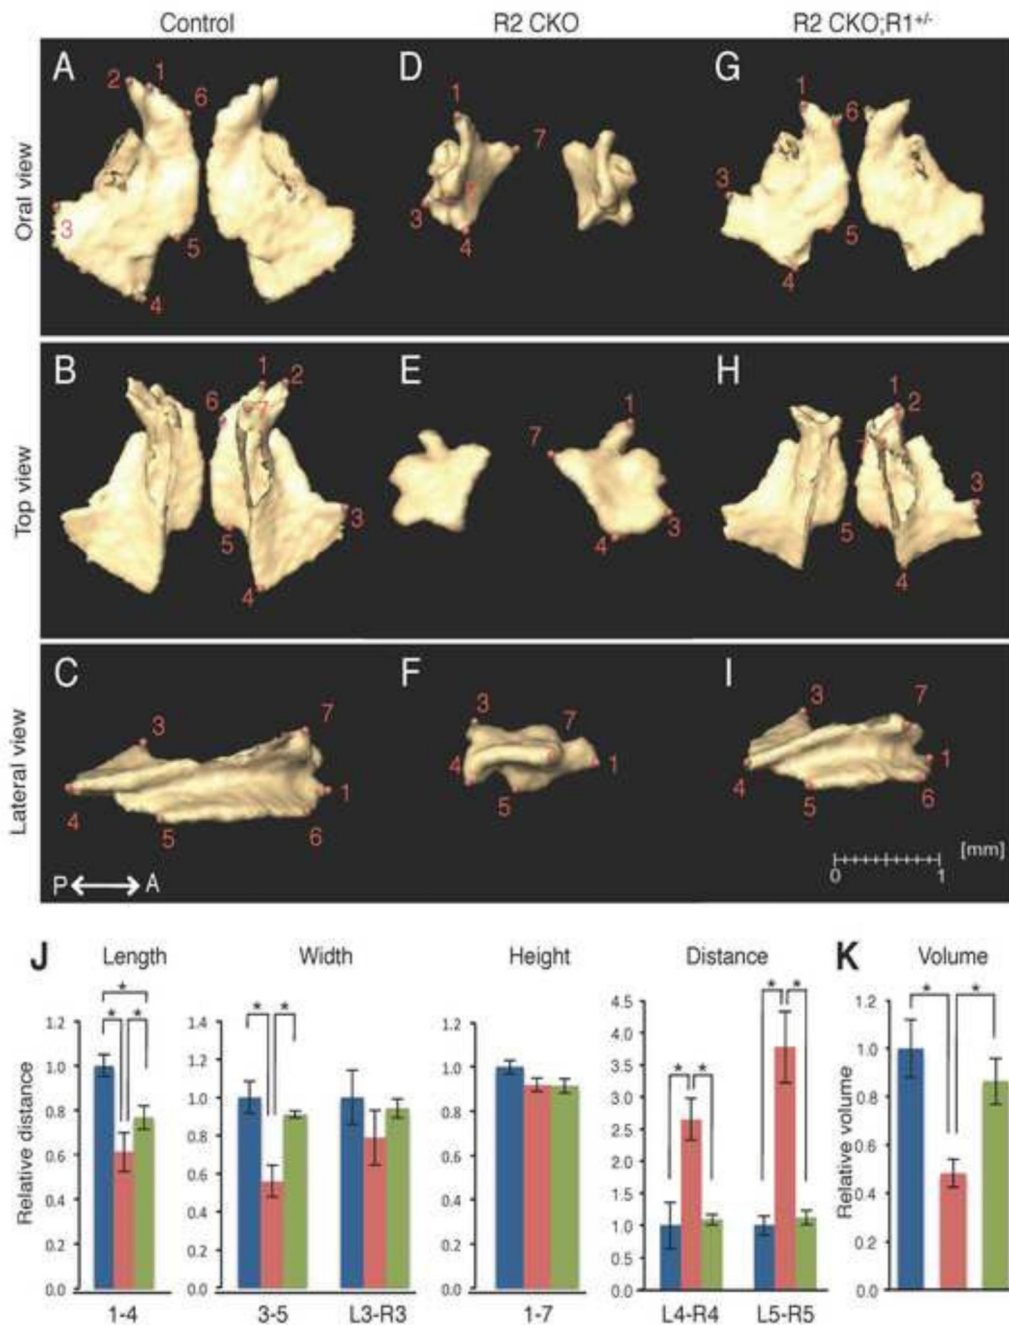 Control R2 CKO R2 CKO;R1+/-
Oral view
A 2 1 6 3 5 4
D 1 7 3 4
G 1 6 3 5 4
Top view
B 1 2 6 7 3 5 4
E 1 7 3 4
H 1 2 7 3 5 4
Lateral view
C 3 7 1 4 5 6
F 3 7 4 1 5
I 3 7 1 4 5 6
P A
[mm]
0 1
J Length Width Height Distance K Volume
Relative distance
* * *
1.2
1.0
0.8
0.6
0.4
0.2
0.0
1-4
* *
1.4
1.2
1.0
0.8
0.6
0.4
0.2
0.0
3-5 L3-R3
1.2
1.0
0.8
0.6
0.4
0.2
0.0
1-7
* * * *
4.5
4.0
3.5
3.0
2.5
2.0
1.5
1.0
0.5
0.0
L4-R4 L5-R5
Relative volume
* *
1.2
1.0
0.8
0.6
0.4
0.2
0.0